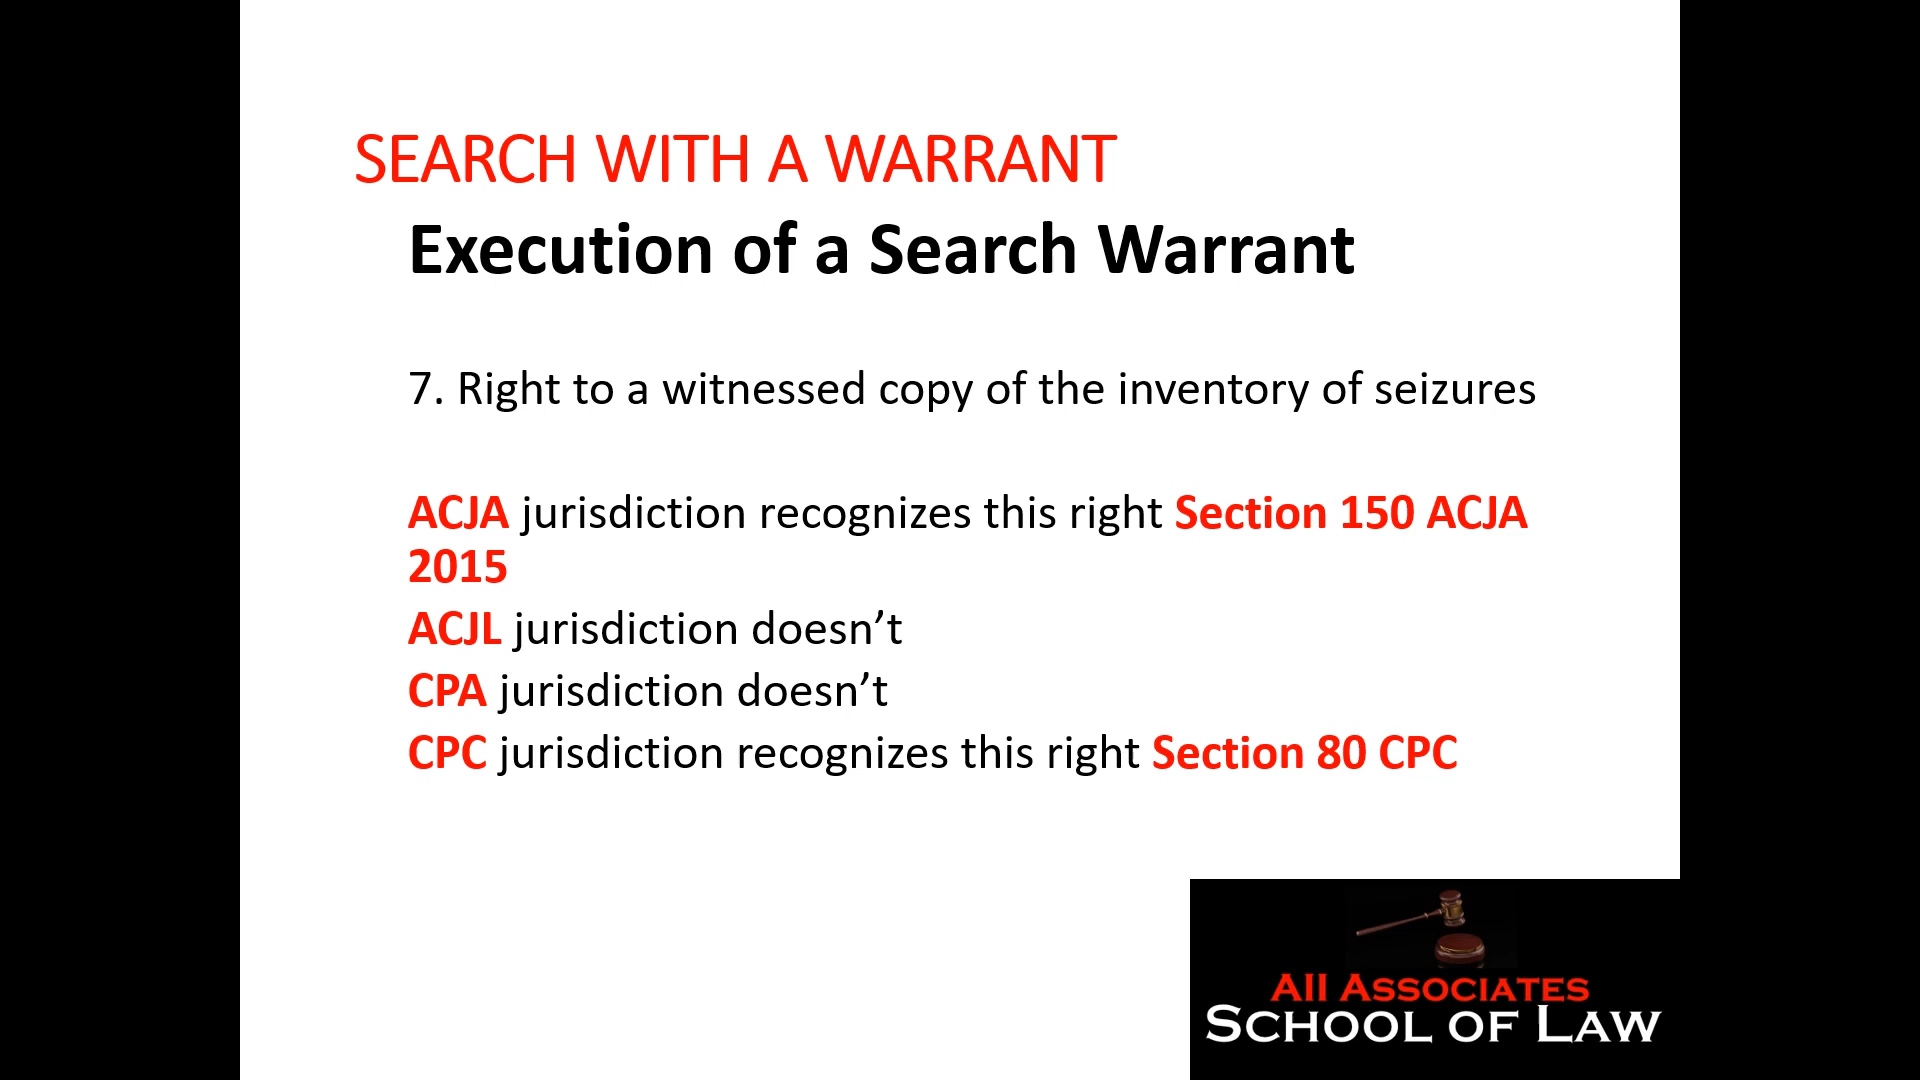 SEARCH WITH A WARRANT
Execution of a Search Warrant
7. Right to a witnessed copy of the inventory of seizures
ACJA jurisdiction recognizes this right Section 150 ACJA
2015
ACJL jurisdiction doesn’t
CPA jurisdiction doesn’t
CPC jurisdiction recognizes this right Section 80 CPC
All Associates
School of Law